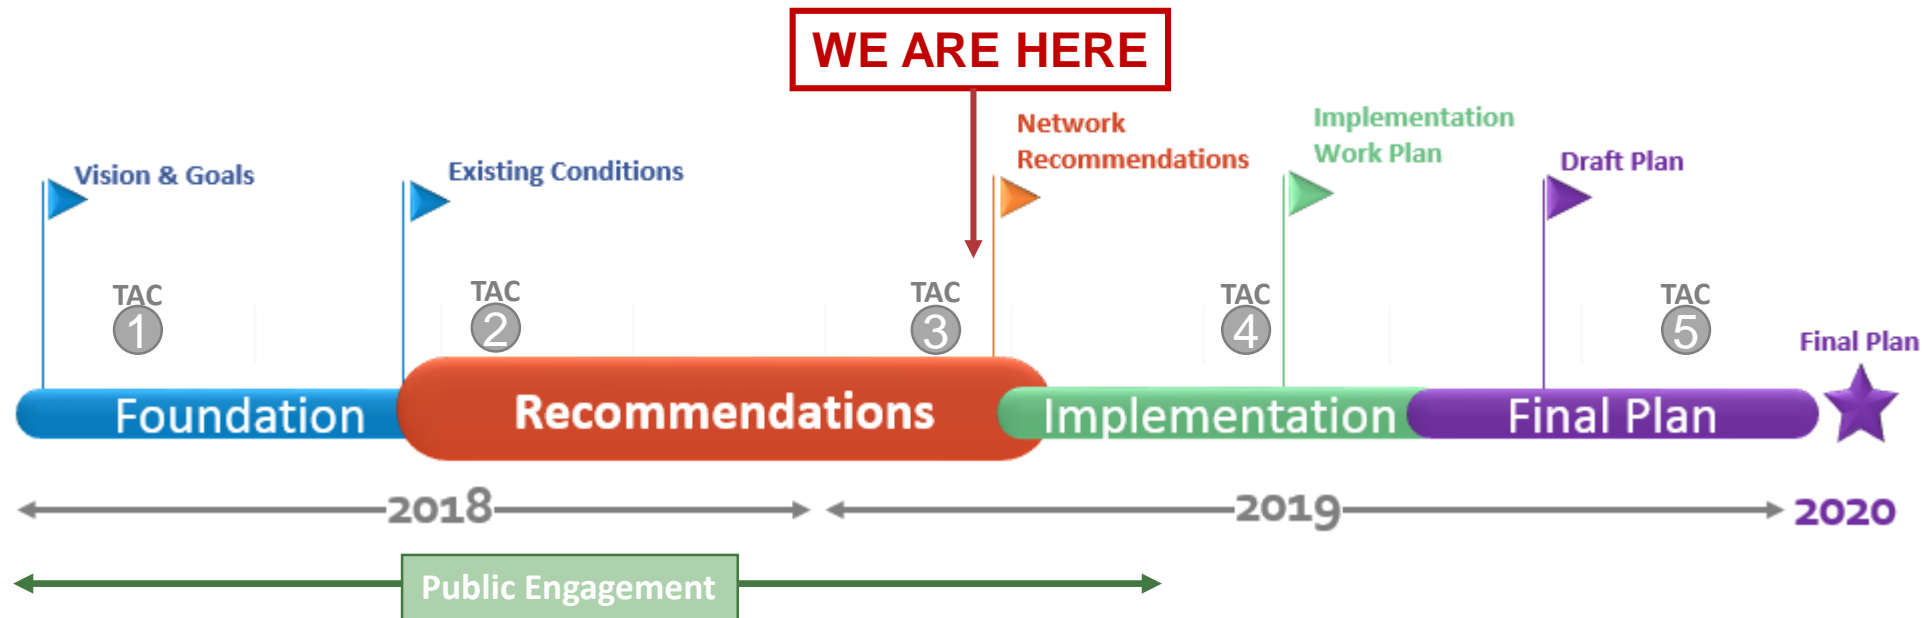 WE ARE HERE
Vision & Goals
Existing Conditions
Network
Recommendations
Implementation
Work Plan
Draft Plan
TAC
1
TAC
2
TAC
3
TAC
4
TAC
5
Final Plan
Foundation
Recommendations
Implementation
Final Plan
2018
2019
2020
Public Engagement